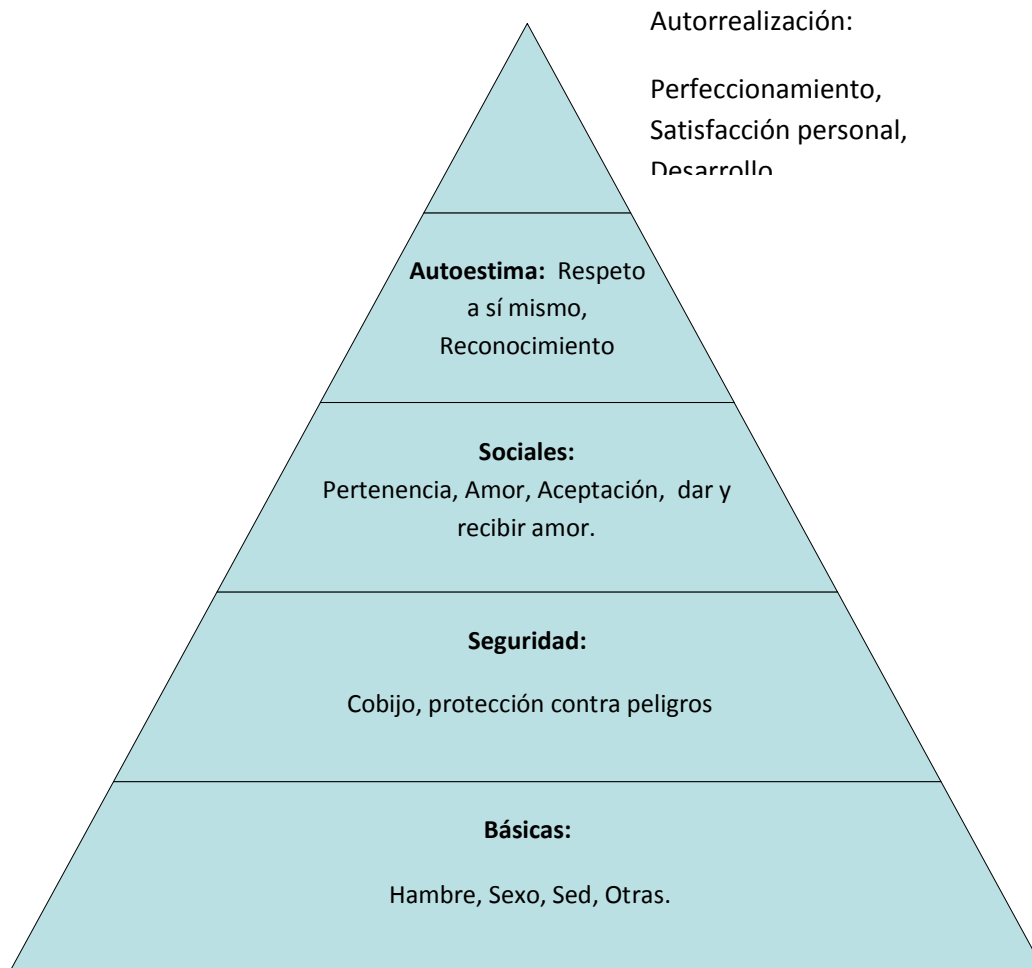 Autorrealización:
Perfeccionamiento,
Satisfacción personal,
Desarrollo
Autoestima: Respeto
a sí mismo,
Reconocimiento
Sociales:
Pertenencia, Amor, Aceptación, dar y
recibir amor.
Seguridad:
Cobijo, protección contra peligros
Básicas:
Hambre, Sexo, Sed, Otras.